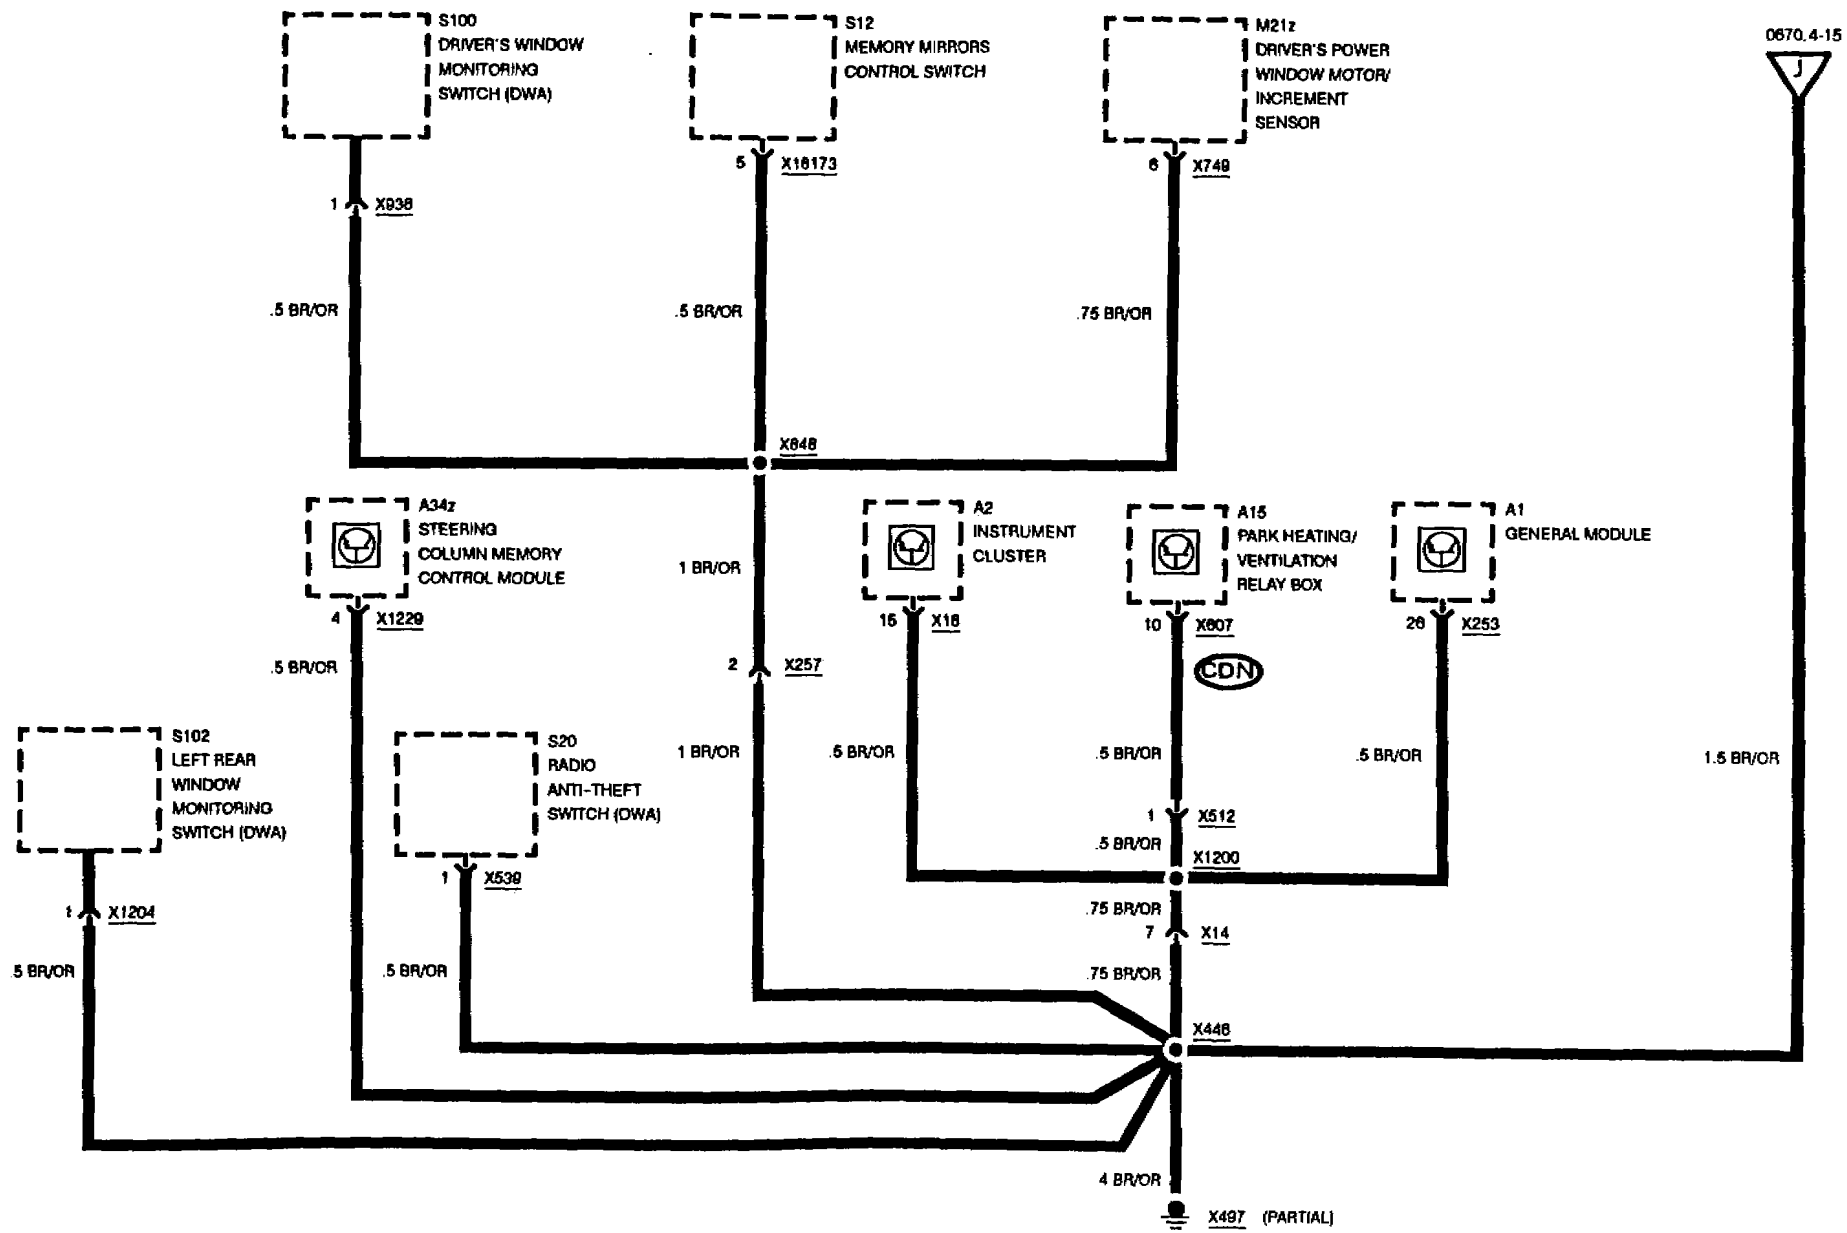 S100
DRIVER'S WINDOW
MONITORING
SWITCH (DWA)
S12
MEMORY MIRRORS
CONTROL SWITCH
M21z
DRIVER'S POWER
WINDOW MOTOR/
INCREMENT
SENSOR
0670.4-15
J
5 X16173
6 X749
1 X936
.5 BR/OR
.5 BR/OR
.75 BR/OR
X848
A34z
STEERING
COLUMN MEMORY
CONTROL MODULE
A2
INSTRUMENT
CLUSTER
A15
PARK HEATING/
VENTILATION
RELAY BOX
A1
GENERAL MODULE
1 BR/OR
4 X1229
15 X16
10 X607
26 X253
.5 BR/OR
2 X257
CDN
S102
LEFT REAR
WINDOW
MONITORING
SWITCH (DWA)
S20
RADIO
ANTI-THEFT
SWITCH (DWA)
1 BR/OR
.5 BR/OR
.5 BR/OR
.5 BR/OR
1.5 BR/OR
1 X512
.5 BR/OR
X1200
1 X539
1 X1204
.75 BR/OR
7 X14
.5 BR/OR
.5 BR/OR
.75 BR/OR
X446
4 BR/OR
X497 (PARTIAL)